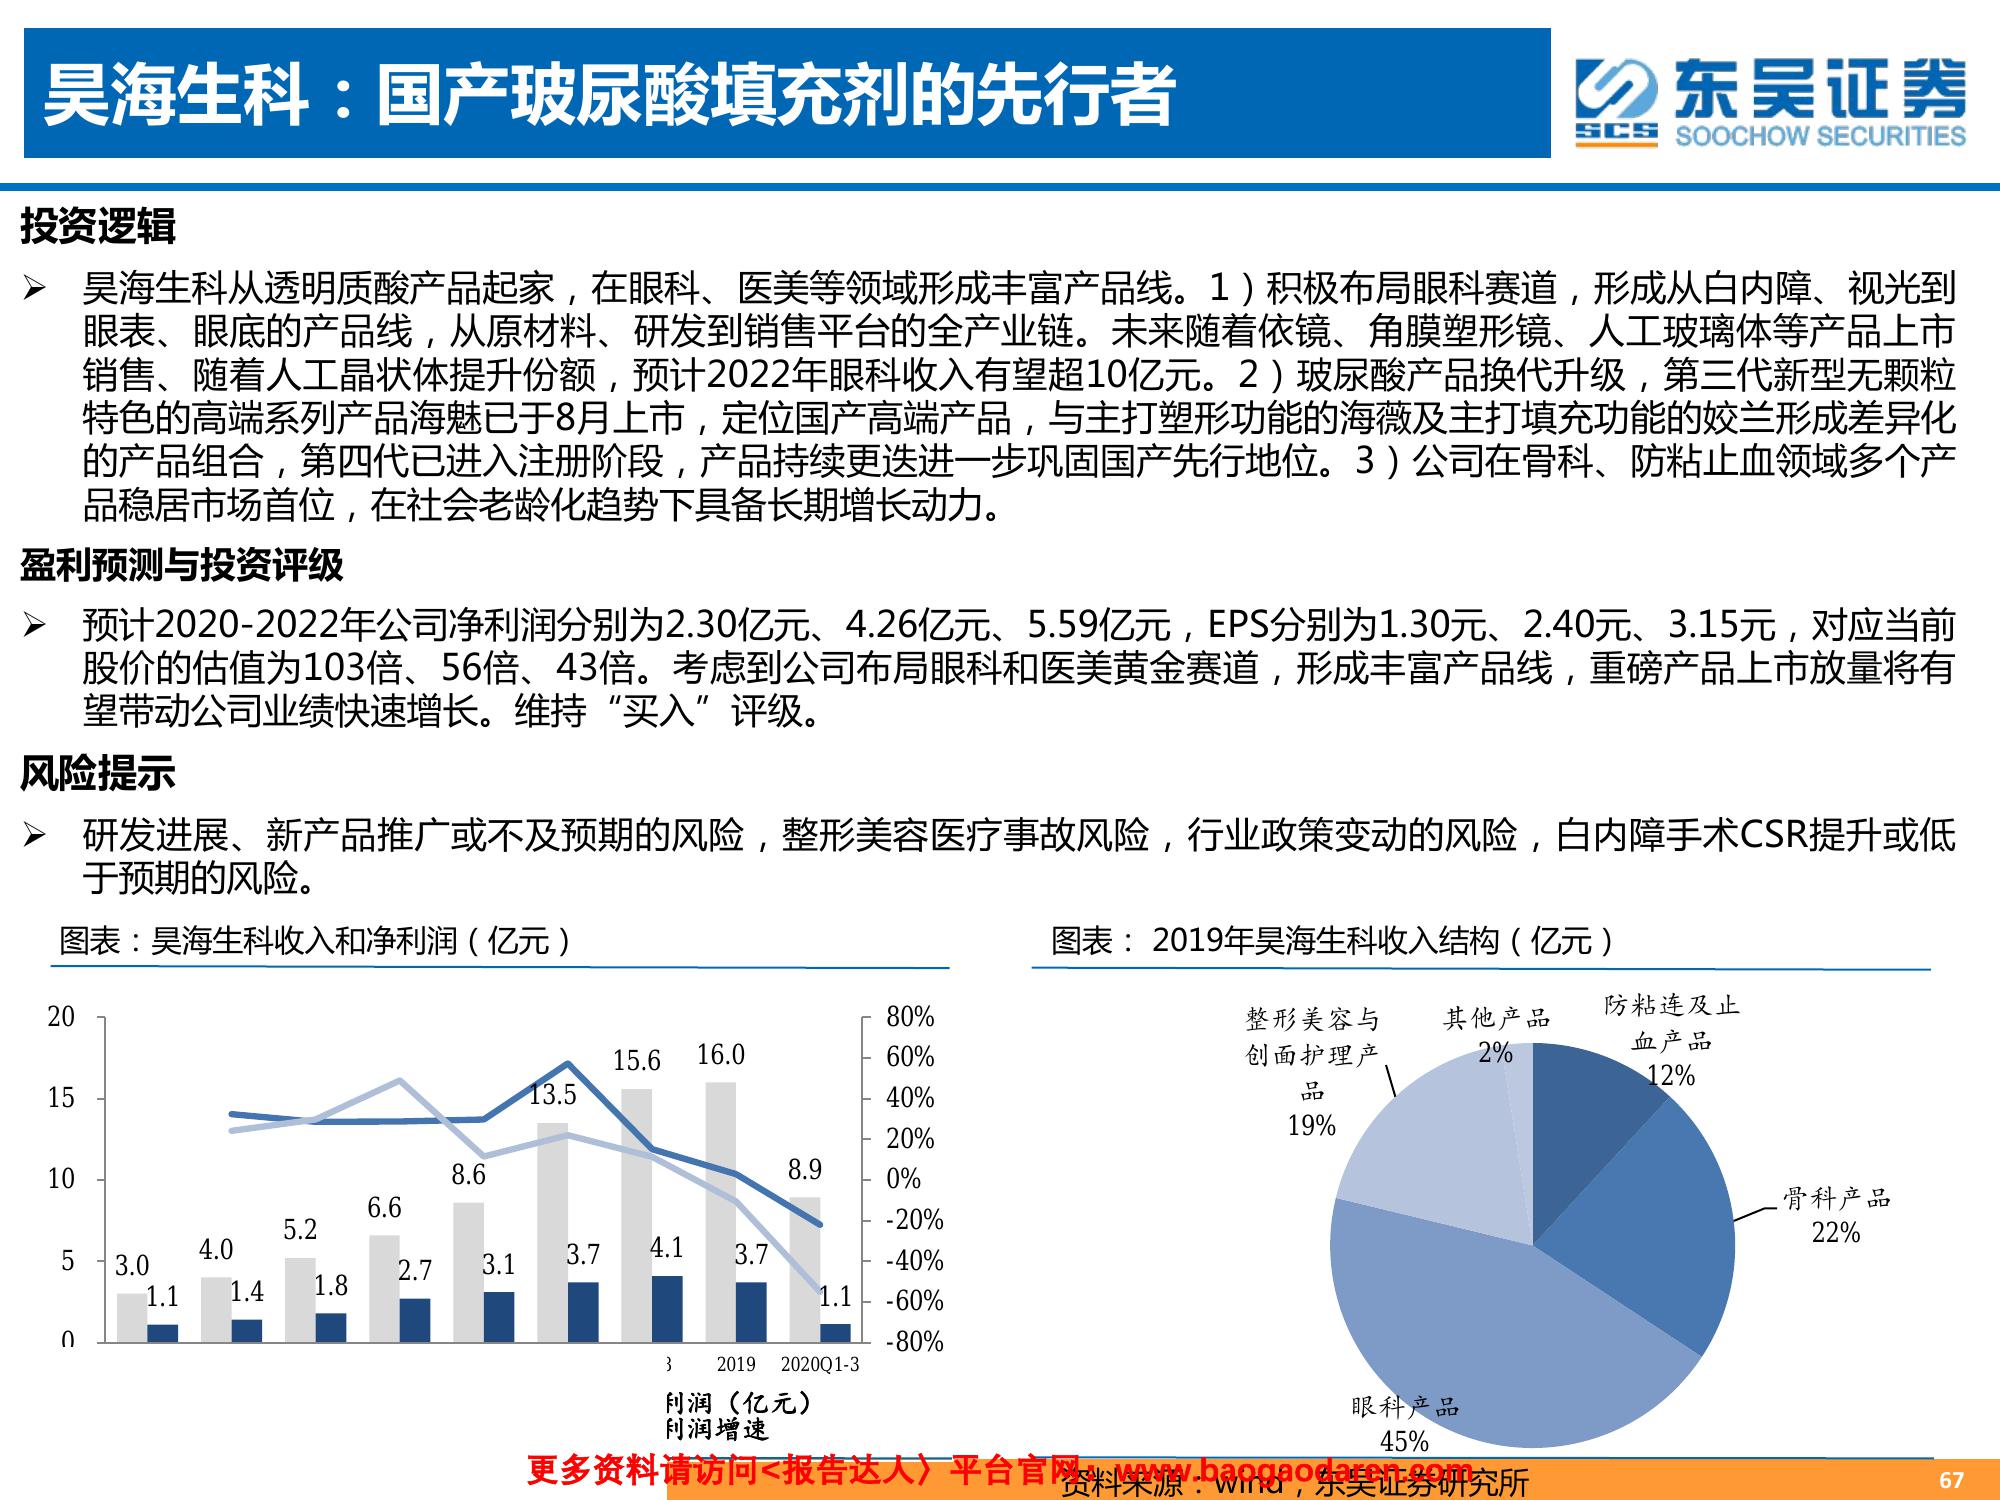 昊海生科：国产玻尿酸填充剂的先行者
东吴证券
SCS
SOOCHOW SECURITIES
投资逻辑
➢ 昊海生科从透明质酸产品起家，在眼科、医美等领域形成丰富产品线。1）积极布局眼科赛道，形成从白内障、视光到
眼表、眼底的产品线，从原材料、研发到销售平台的全产业链。未来随着依镜、角膜塑形镜、人工玻璃体等产品上市
销售、随着人工晶状体提升份额，预计2022年眼科收入有望超10亿元。2）玻尿酸产品换代升级，第三代新型无颗粒
特色的高端系列产品海魅已于8月上市，定位国产高端产品，与主打塑形功能的海薇及主打填充功能的姣兰形成差异化
的产品组合，第四代已进入注册阶段，产品持续更迭进一步巩固国产先行地位。3）公司在骨科、防粘止血领域多个产
品稳居市场首位，在社会老龄化趋势下具备长期增长动力。
盈利预测与投资评级
➢ 预计2020-2022年公司净利润分别为2.30亿元、4.26亿元、5.59亿元，EPS分别为1.30元、2.40元、3.15元，对应当前
股价的估值为103倍、56倍、43倍。考虑到公司布局眼科和医美黄金赛道，形成丰富产品线，重磅产品上市放量将有
望带动公司业绩快速增长。维持“买入”评级。
风险提示
➢ 研发进展、新产品推广或不及预期的风险，整形美容医疗事故风险，行业政策变动的风险，白内障手术CSR提升或低
于预期的风险。
图表：昊海生科收入和净利润（亿元）
20
15
10
5
0
3.0
4.0
5.2
6.6
8.6
13.5
15.6
16.0
8.9
1.1
1.4
1.8
2.7
3.1
3.7
4.1
3.7
1.1
80%
60%
40%
20%
0%
-20%
-40%
-60%
-80%
2019
2020Q1-3
利润（亿元）
利润增速
图表： 2019年昊海生科收入结构（亿元）
整形美容与
创面护理产
品
19%
其他产品
2%
防粘连及止
血产品
12%
骨科产品
22%
眼科产品
45%
更多资料请访问<报告达人〉平台官网：www.baogaodaren.com
资料来源：wind，东吴证券研究所
67